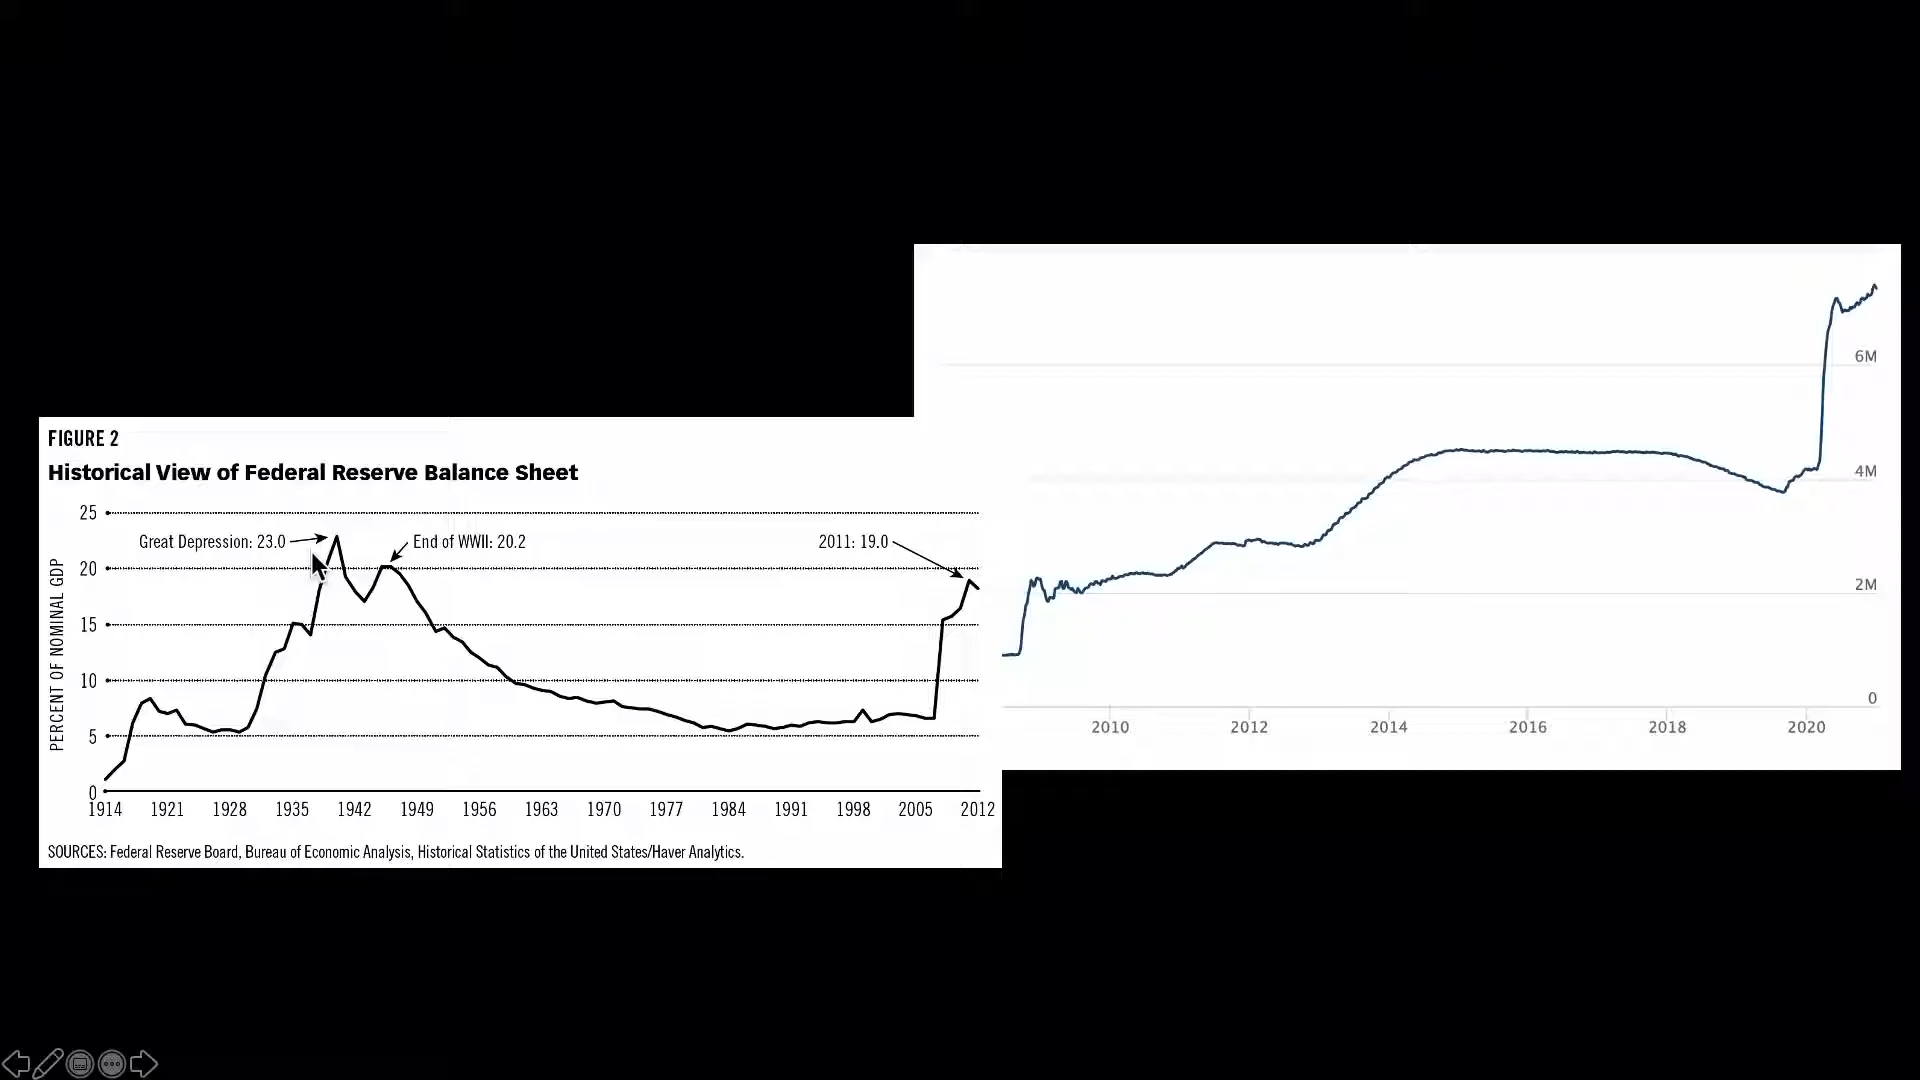 FIGURE 2
Historical View of Federal Reserve Balance Sheet
PERCENT OF NOMINAL GDP
25
20
15
10
5
0
Great Depression: 23.0
End of WWII: 20.2
2011: 19.0
1914 1921 1928 1935 1942 1949 1956 1963 1970 1977 1984 1991 1998 2005 2012
SOURCES: Federal Reserve Board, Bureau of Economic Analysis, Historical Statistics of the United States/Haver Analytics.
6M
4M
2M
0
2010 2012 2014 2016 2018 2020